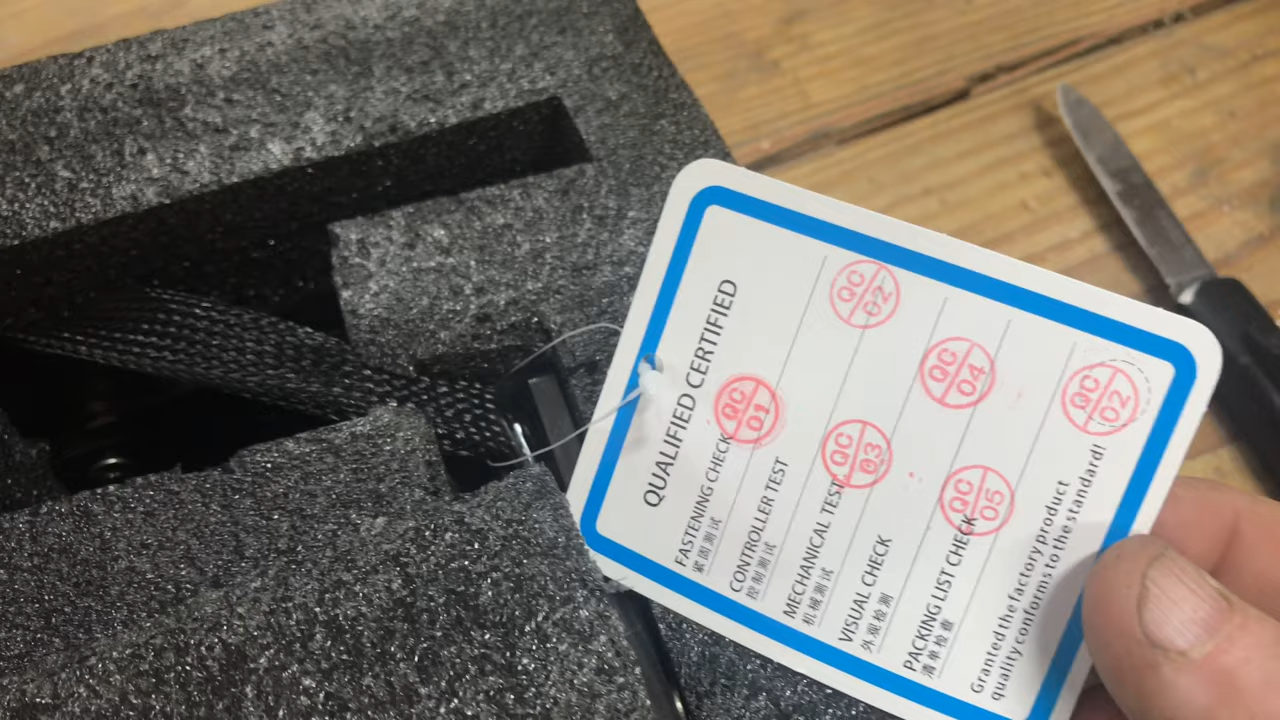 QUALIFIED CERTIFIED
FASTENING CHECK
紧固测试
QC
01
CONTROLLER TEST
控制测试
QC
02
MECHANICAL TEST
机械测试
QC
03
VISUAL CHECK
外观检测
QC
04
PACKING LIST CHECK
清单检查
QC
05
Granted the factory product
quality conforms to the standard!
QC
02